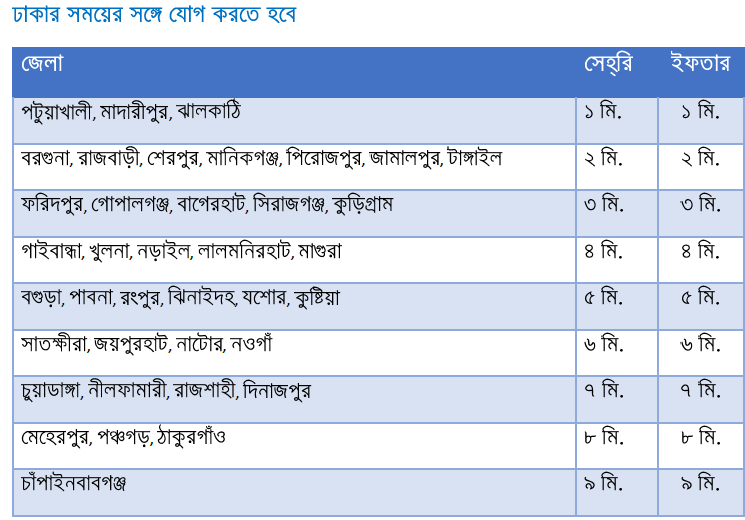 ঢাকার সময়ের সঙ্গে যোগ করতে হবে
জেলা সেহ্‌রি ইফতার
পটুয়াখালী, মাদারীপুর, ঝালকাঠি ১ মি. ১ মি.
বরগুনা, রাজবাড়ী, শেরপুর, মানিকগঞ্জ, পিরোজপুর, জামালপুর, টাঙ্গাইল ২ মি. ২ মি.
ফরিদপুর, গোপালগঞ্জ, বাগেরহাট, সিরাজগঞ্জ, কুড়িগ্রাম ৩ মি. ৩ মি.
গাইবান্ধা, খুলনা, নড়াইল, লালমনিরহাট, মাগুরা ৪ মি. ৪ মি.
বগুড়া, পাবনা, রংপুর, ঝিনাইদহ, যশোর, কুষ্টিয়া ৫ মি. ৫ মি.
সাতক্ষীরা, জয়পুরহাট, নাটোর, নওগাঁ ৬ মি. ৬ মি.
চুয়াডাঙ্গা, নীলফামারী, রাজশাহী, দিনাজপুর ৭ মি. ৭ মি.
মেহেরপুর, পঞ্চগড়, ঠাকুরগাঁও ৮ মি. ৮ মি.
চাঁপাইনবাবগঞ্জ ৯ মি. ৯ মি.